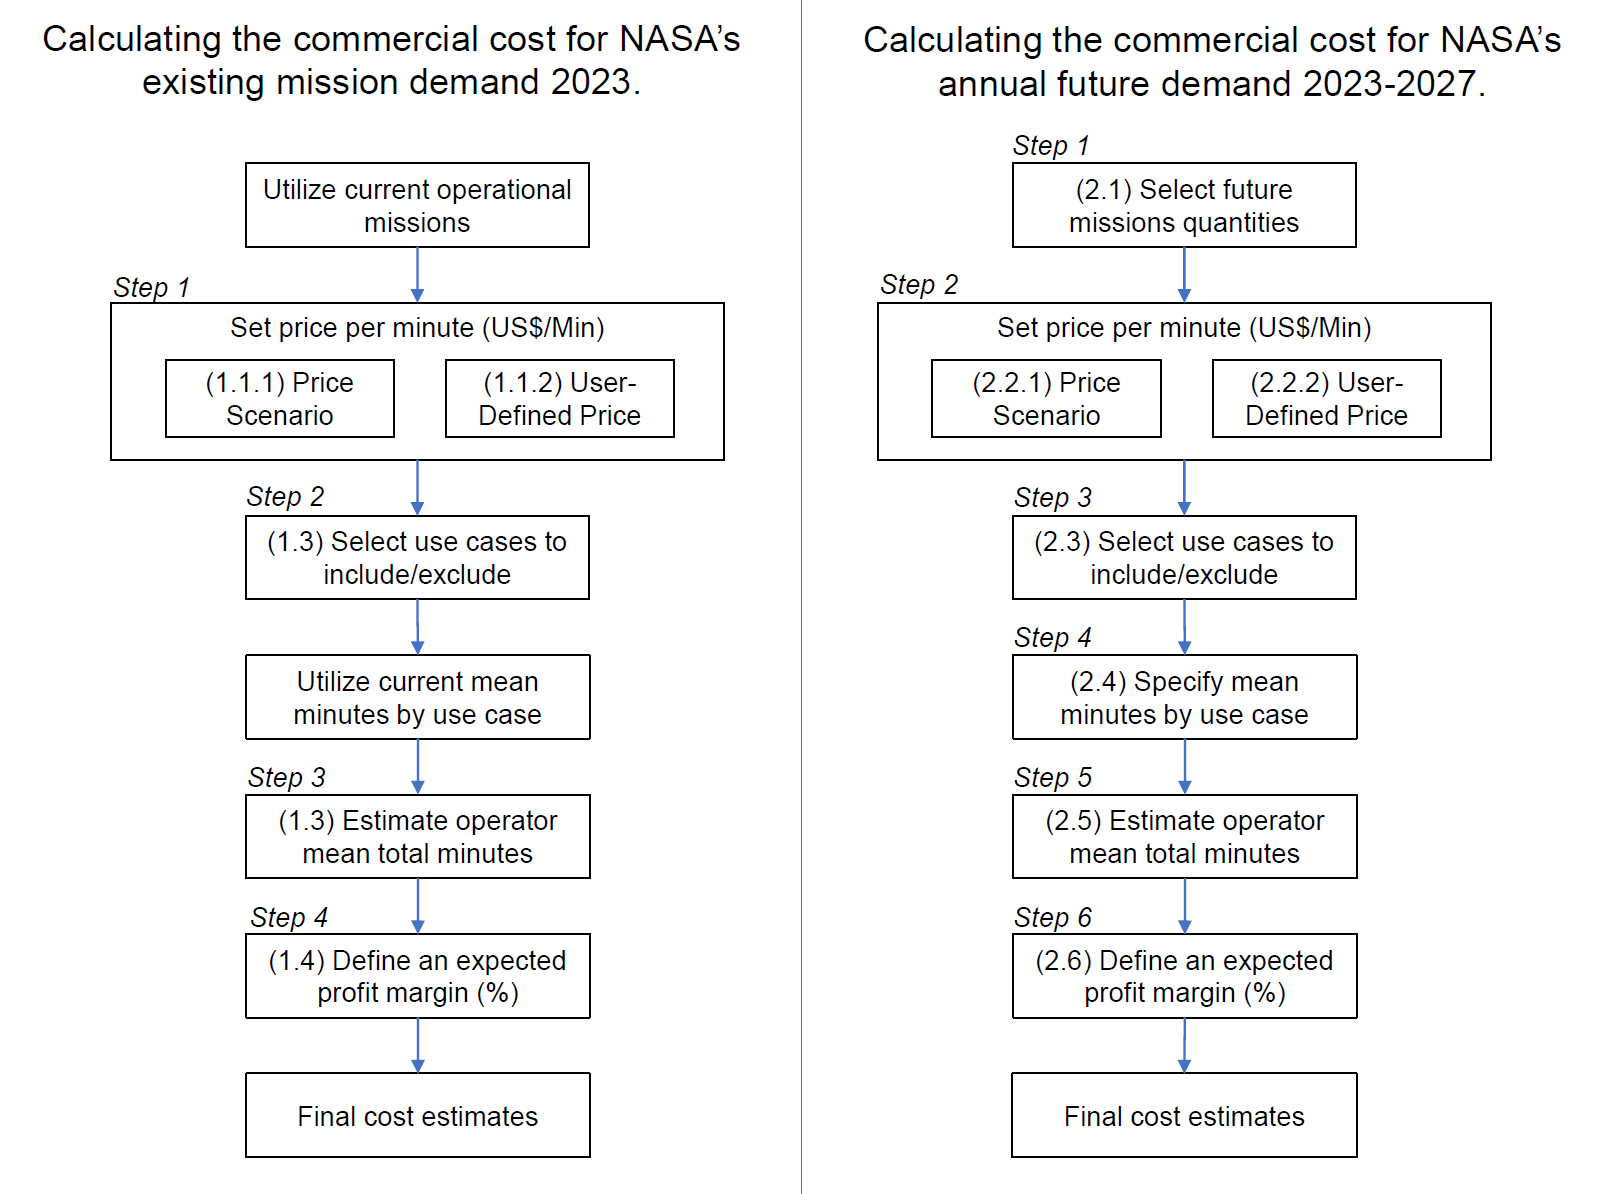 Calculating the commercial cost for NASA’s
existing mission demand 2023.
Utilize current operational
missions
Step 1
Set price per minute (US$/Min)
(1.1.1) Price
Scenario
(1.1.2) User-
Defined Price
Step 2
(1.3) Select use cases to
include/exclude
Utilize current mean
minutes by use case
Step 3
(1.3) Estimate operator
mean total minutes
Step 4
(1.4) Define an expected
profit margin (%)
Final cost estimates
Calculating the commercial cost for NASA’s
annual future demand 2023-2027.
Step 1
(2.1) Select future
missions quantities
Step 2
Set price per minute (US$/Min)
(2.2.1) Price
Scenario
(2.2.2) User-
Defined Price
Step 3
(2.3) Select use cases to
include/exclude
Step 4
(2.4) Specify mean
minutes by use case
Step 5
(2.5) Estimate operator
mean total minutes
Step 6
(2.6) Define an expected
profit margin (%)
Final cost estimates